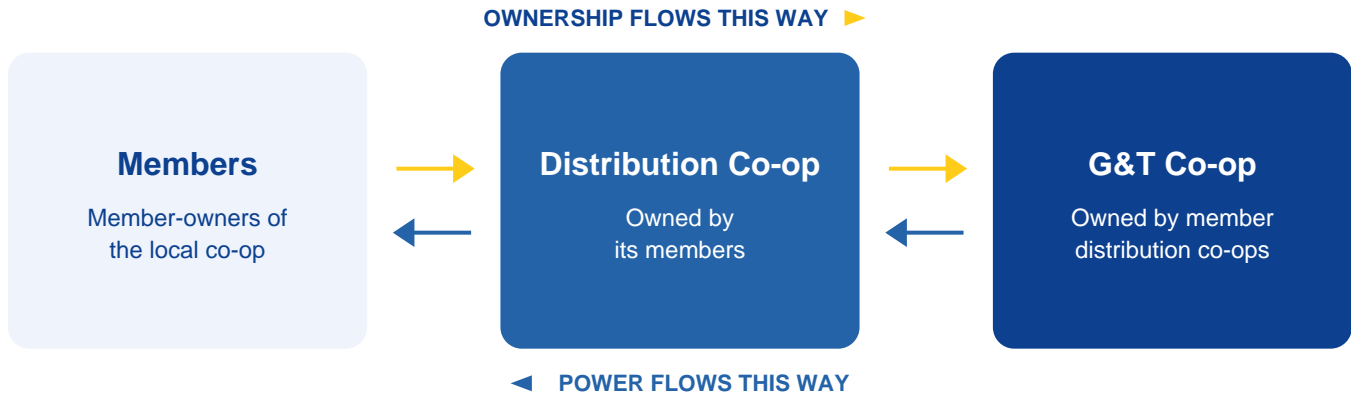 OWNERSHIP FLOWS THIS WAY
Members
Member-owners of
the local co-op
Distribution Co-op
Owned by
its members
G&T Co-op
Owned by member
distribution co-ops
POWER FLOWS THIS WAY